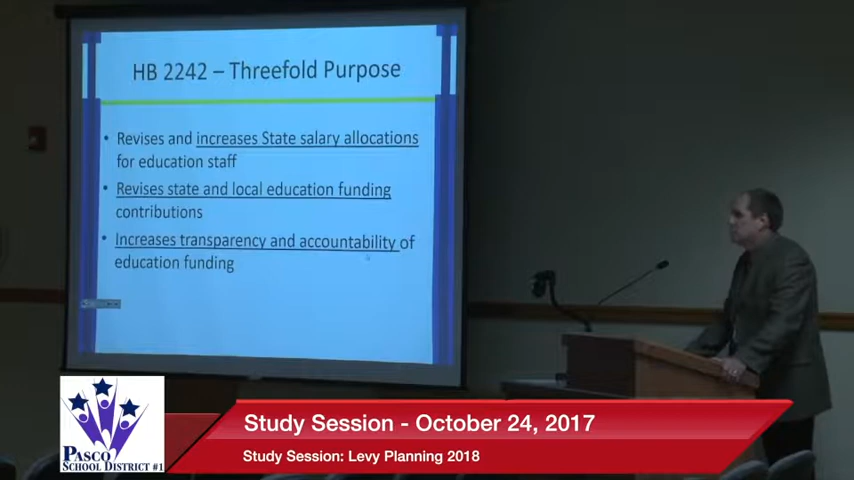 HB 2242 – Threefold Purpose
• Revises and increases State salary allocations
for education staff
• Revises state and local education funding
contributions
• Increases transparency and accountability of
education funding
Study Session - October 24, 2017
Study Session: Levy Planning 2018
PASCO
SCHOOL DISTRICT #1